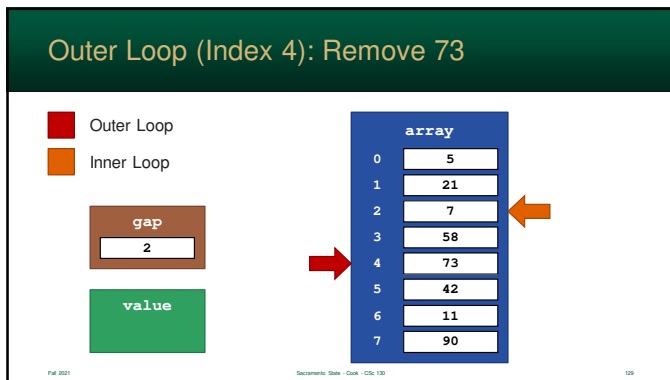 Outer Loop (Index 4): Remove 73
Outer Loop
Inner Loop
gap
2
value
array
0 5
1 21
2 7
3 58
4 73
5 42
6 11
7 90
Fall 2021 Sacramento State - Cook - CSc 130 129